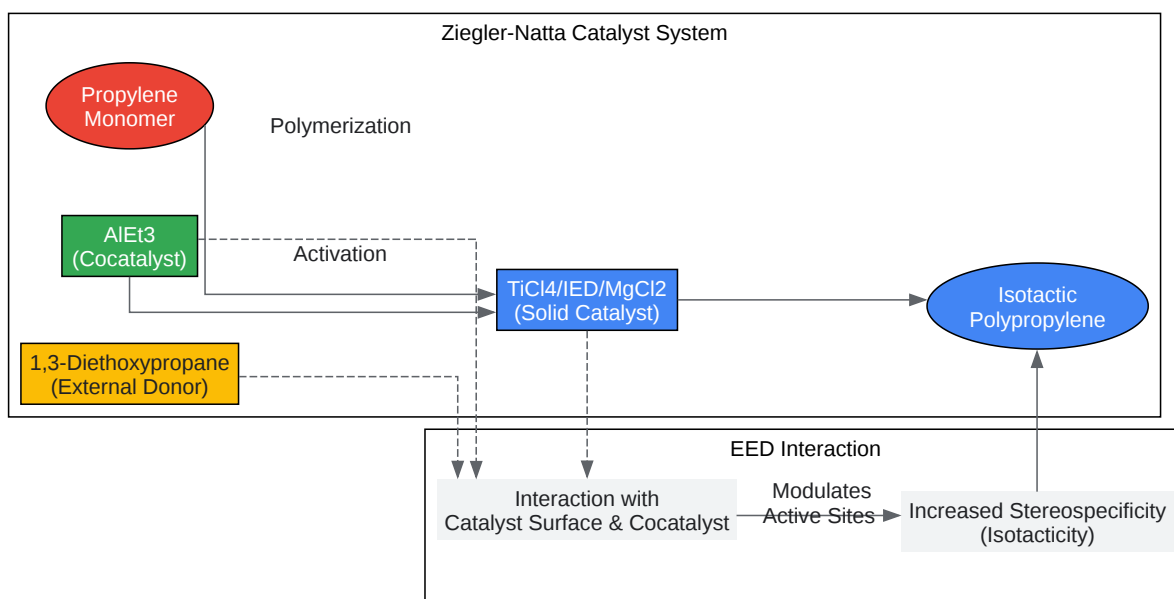 Ziegler-Natta Catalyst System
Propylene
Monomer
Polymerization
AlEt3
(Cocatalyst)
Activation
TiCl4/IED/MgCl2
(Solid Catalyst)
Isotactic
Polypropylene
1,3-Diethoxypropane
(External Donor)
EED Interaction
Interaction with
Catalyst Surface & Cocatalyst
Modulates
Active Sites
Increased Stereospecificity
(Isotacticity)